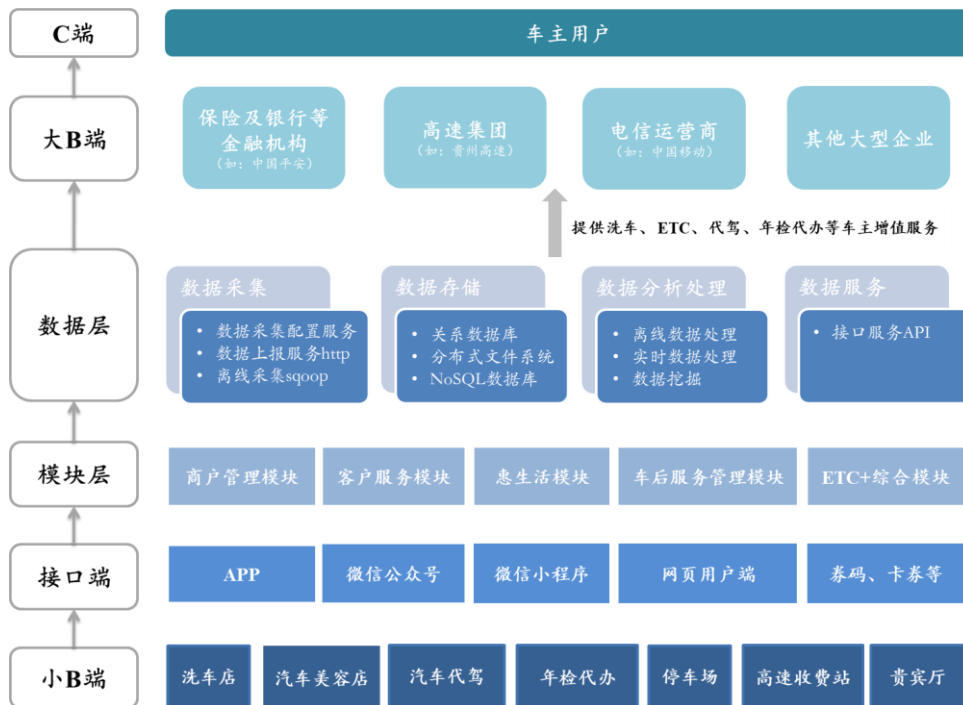 C端
车主用户
大B端
保险及银行等
金融机构
(如:中国平安)
高速集团
(如:贵州高速)
电信运营商
(如:中国移动)
其他大型企业
提供洗车、ETC、代驾、年检代办等车主增值服务
数据层
数据采集
• 数据采集配置服务
• 数据上报服务http
• 离线采集sqoop
数据存储
• 关系数据库
• 分布式文件系统
• NoSQL数据库
数据分析处理
• 离线数据处理
• 实时数据处理
• 数据挖掘
数据服务
• 接口服务API
模块层
商户管理模块
客户服务模块
惠生活模块
车后服务管理模块
ETC+综合模块
接口端
APP
微信公众号
微信小程序
网页用户端
券码、卡券等
小B端
洗车店
汽车美容店
汽车代驾
年检代办
停车场
高速收费站
贵宾厅